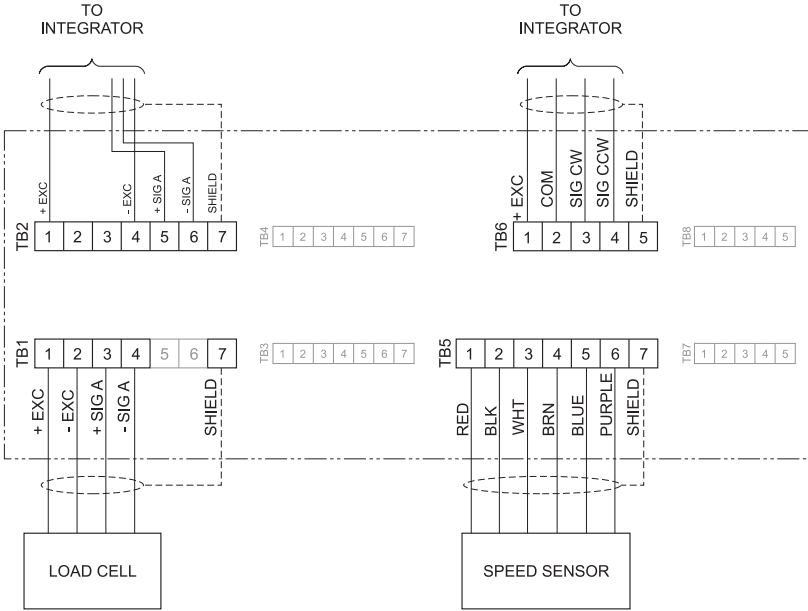 TO
INTEGRATOR
TO
INTEGRATOR
+ EXC
- EXC
+ SIG A
- SIG A
SHIELD
+ EXC
COM
SIG CW
SIG CCW
SHIELD
TB2 1 2 3 4 5 6 7
TB4 1 2 3 4 5 6 7
TB6 1 2 3 4 5
TB8 1 2 3 4 5
TB1 1 2 3 4 5 6 7
TB3 1 2 3 4 5 6 7
TB5 1 2 3 4 5 6 7
TB7 1 2 3 4 5
+ EXC
- EXC
+ SIG A
- SIG A
SHIELD
RED
BLK
WHT
BRN
BLUE
PURPLE
SHIELD
LOAD CELL
SPEED SENSOR